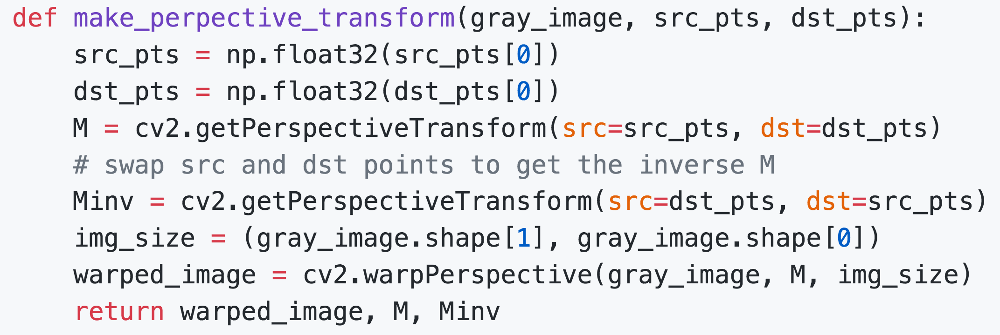 def make_perpective_transform(gray_image, src_pts, dst_pts):
    src_pts = np.float32(src_pts[0])
    dst_pts = np.float32(dst_pts[0])
    M = cv2.getPerspectiveTransform(src=src_pts, dst=dst_pts)
    # swap src and dst points to get the inverse M
    Minv = cv2.getPerspectiveTransform(src=dst_pts, dst=src_pts)
    img_size = (gray_image.shape[1], gray_image.shape[0])
    warped_image = cv2.warpPerspective(gray_image, M, img_size)
    return warped_image, M, Minv